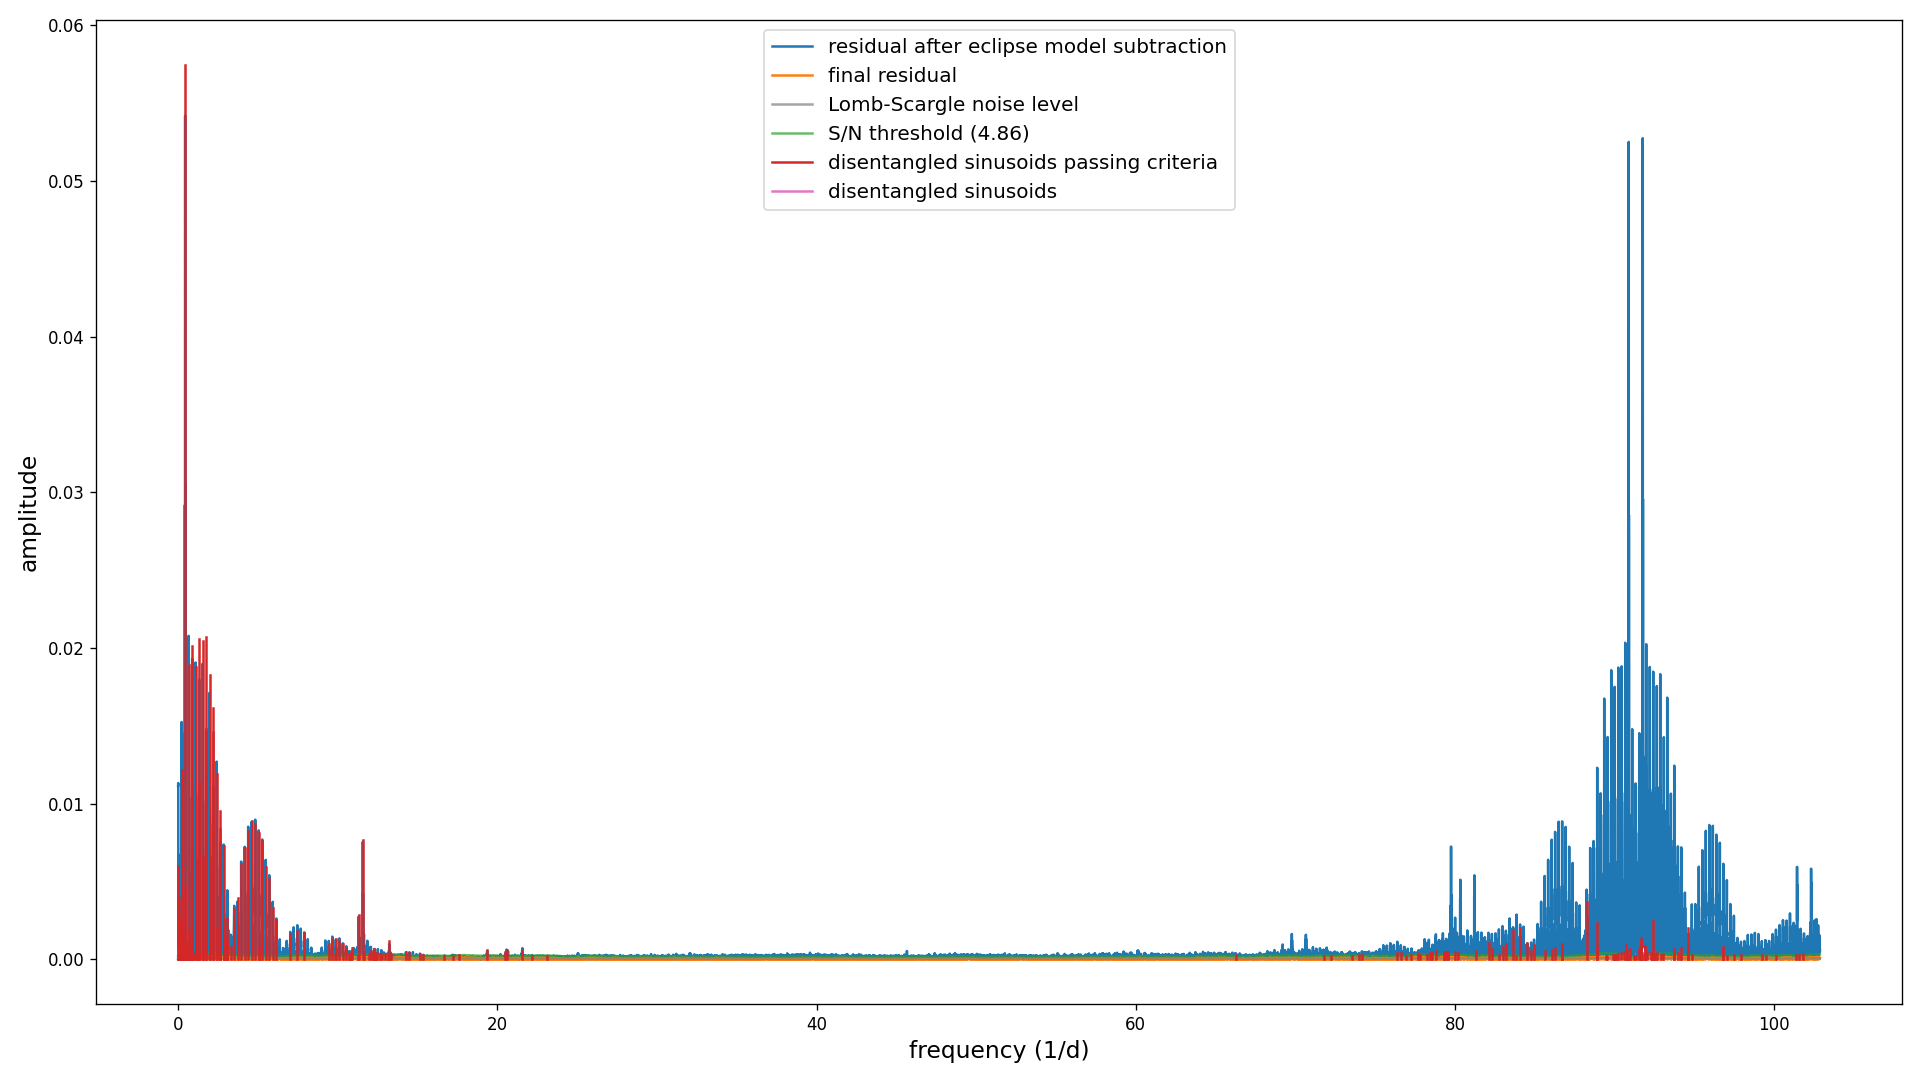 0.06
0.05
0.04
0.03
0.02
0.01
0.00
amplitude
residual after eclipse model subtraction
final residual
Lomb-Scargle noise level
S/N threshold (4.86)
disentangled sinusoids passing criteria
disentangled sinusoids
0 20 40 60 80 100
frequency (1/d)